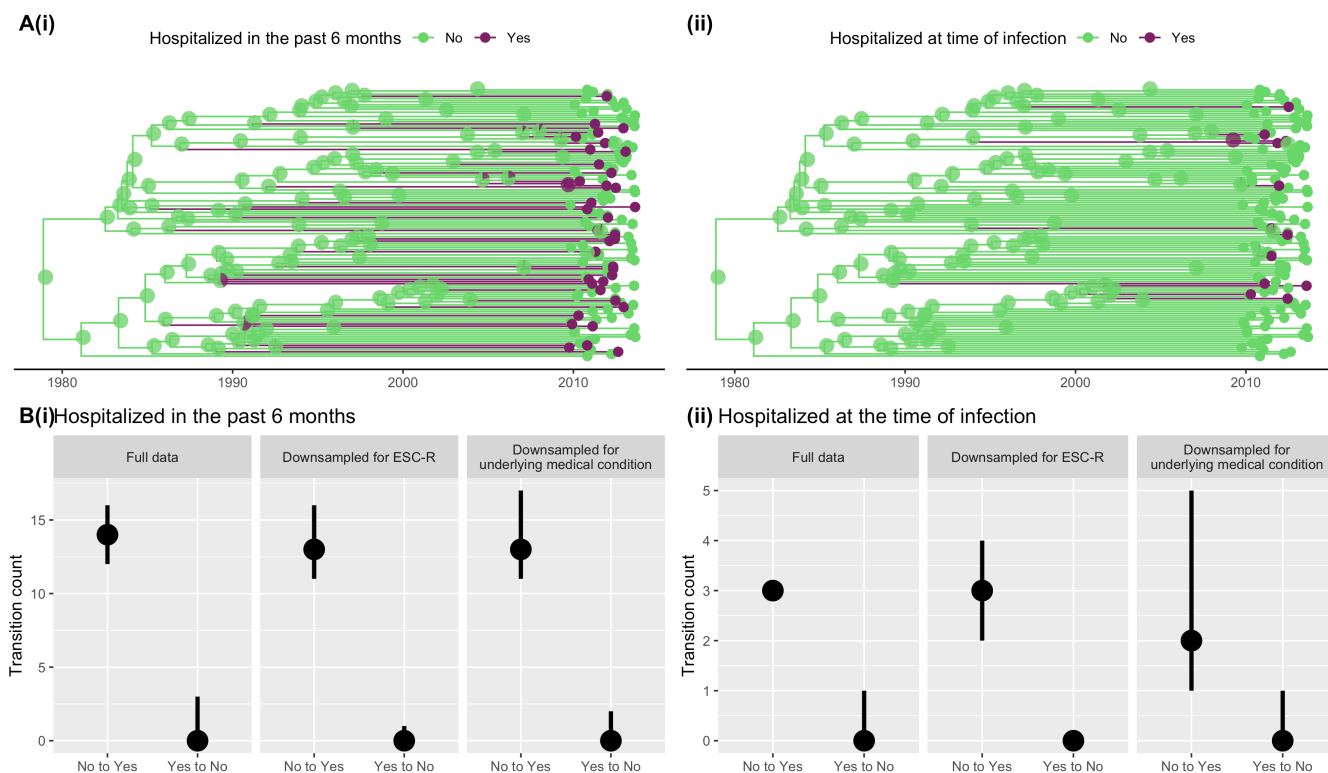 A(i)
Hospitalized in the past 6 months No Yes
1980 1990 2000 2010
(ii)
Hospitalized at time of infection No Yes
1980 1990 2000 2010
B(i)Hospitalized in the past 6 months
Full data
Downsampled for ESC-R
Downsampled for
underlying medical condition
Transition count
15
10
5
0
No to Yes Yes to No No to Yes Yes to No No to Yes Yes to No
(ii) Hospitalized at the time of infection
Full data
Downsampled for ESC-R
Downsampled for
underlying medical condition
Transition count
5
4
3
2
1
0
No to Yes Yes to No No to Yes Yes to No No to Yes Yes to No